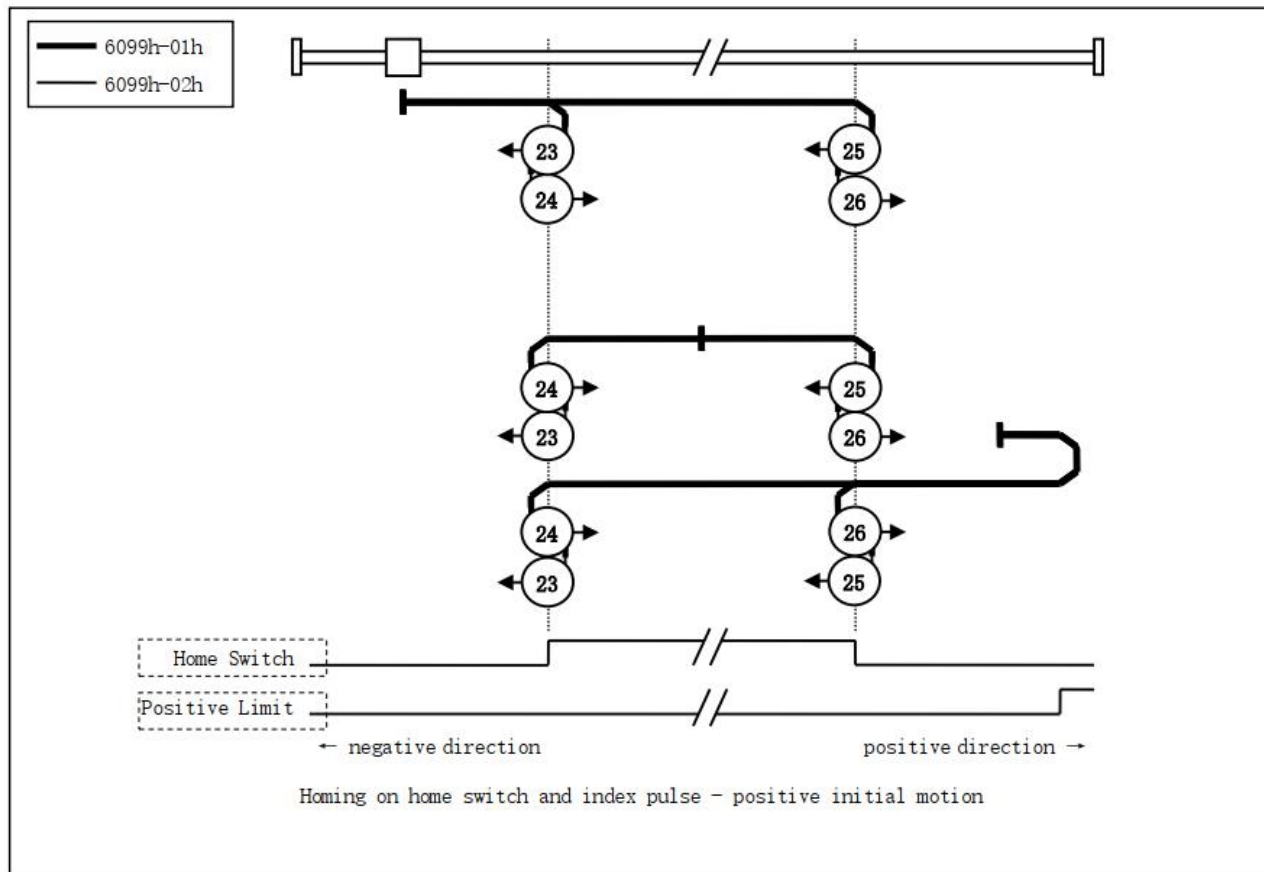 6099h-01h
6099h-02h
23
25
24
26
24
25
23
26
24
26
23
25
Home Switch
Positive Limit
← negative direction
positive direction →
Homing on home switch and index pulse - positive initial motion